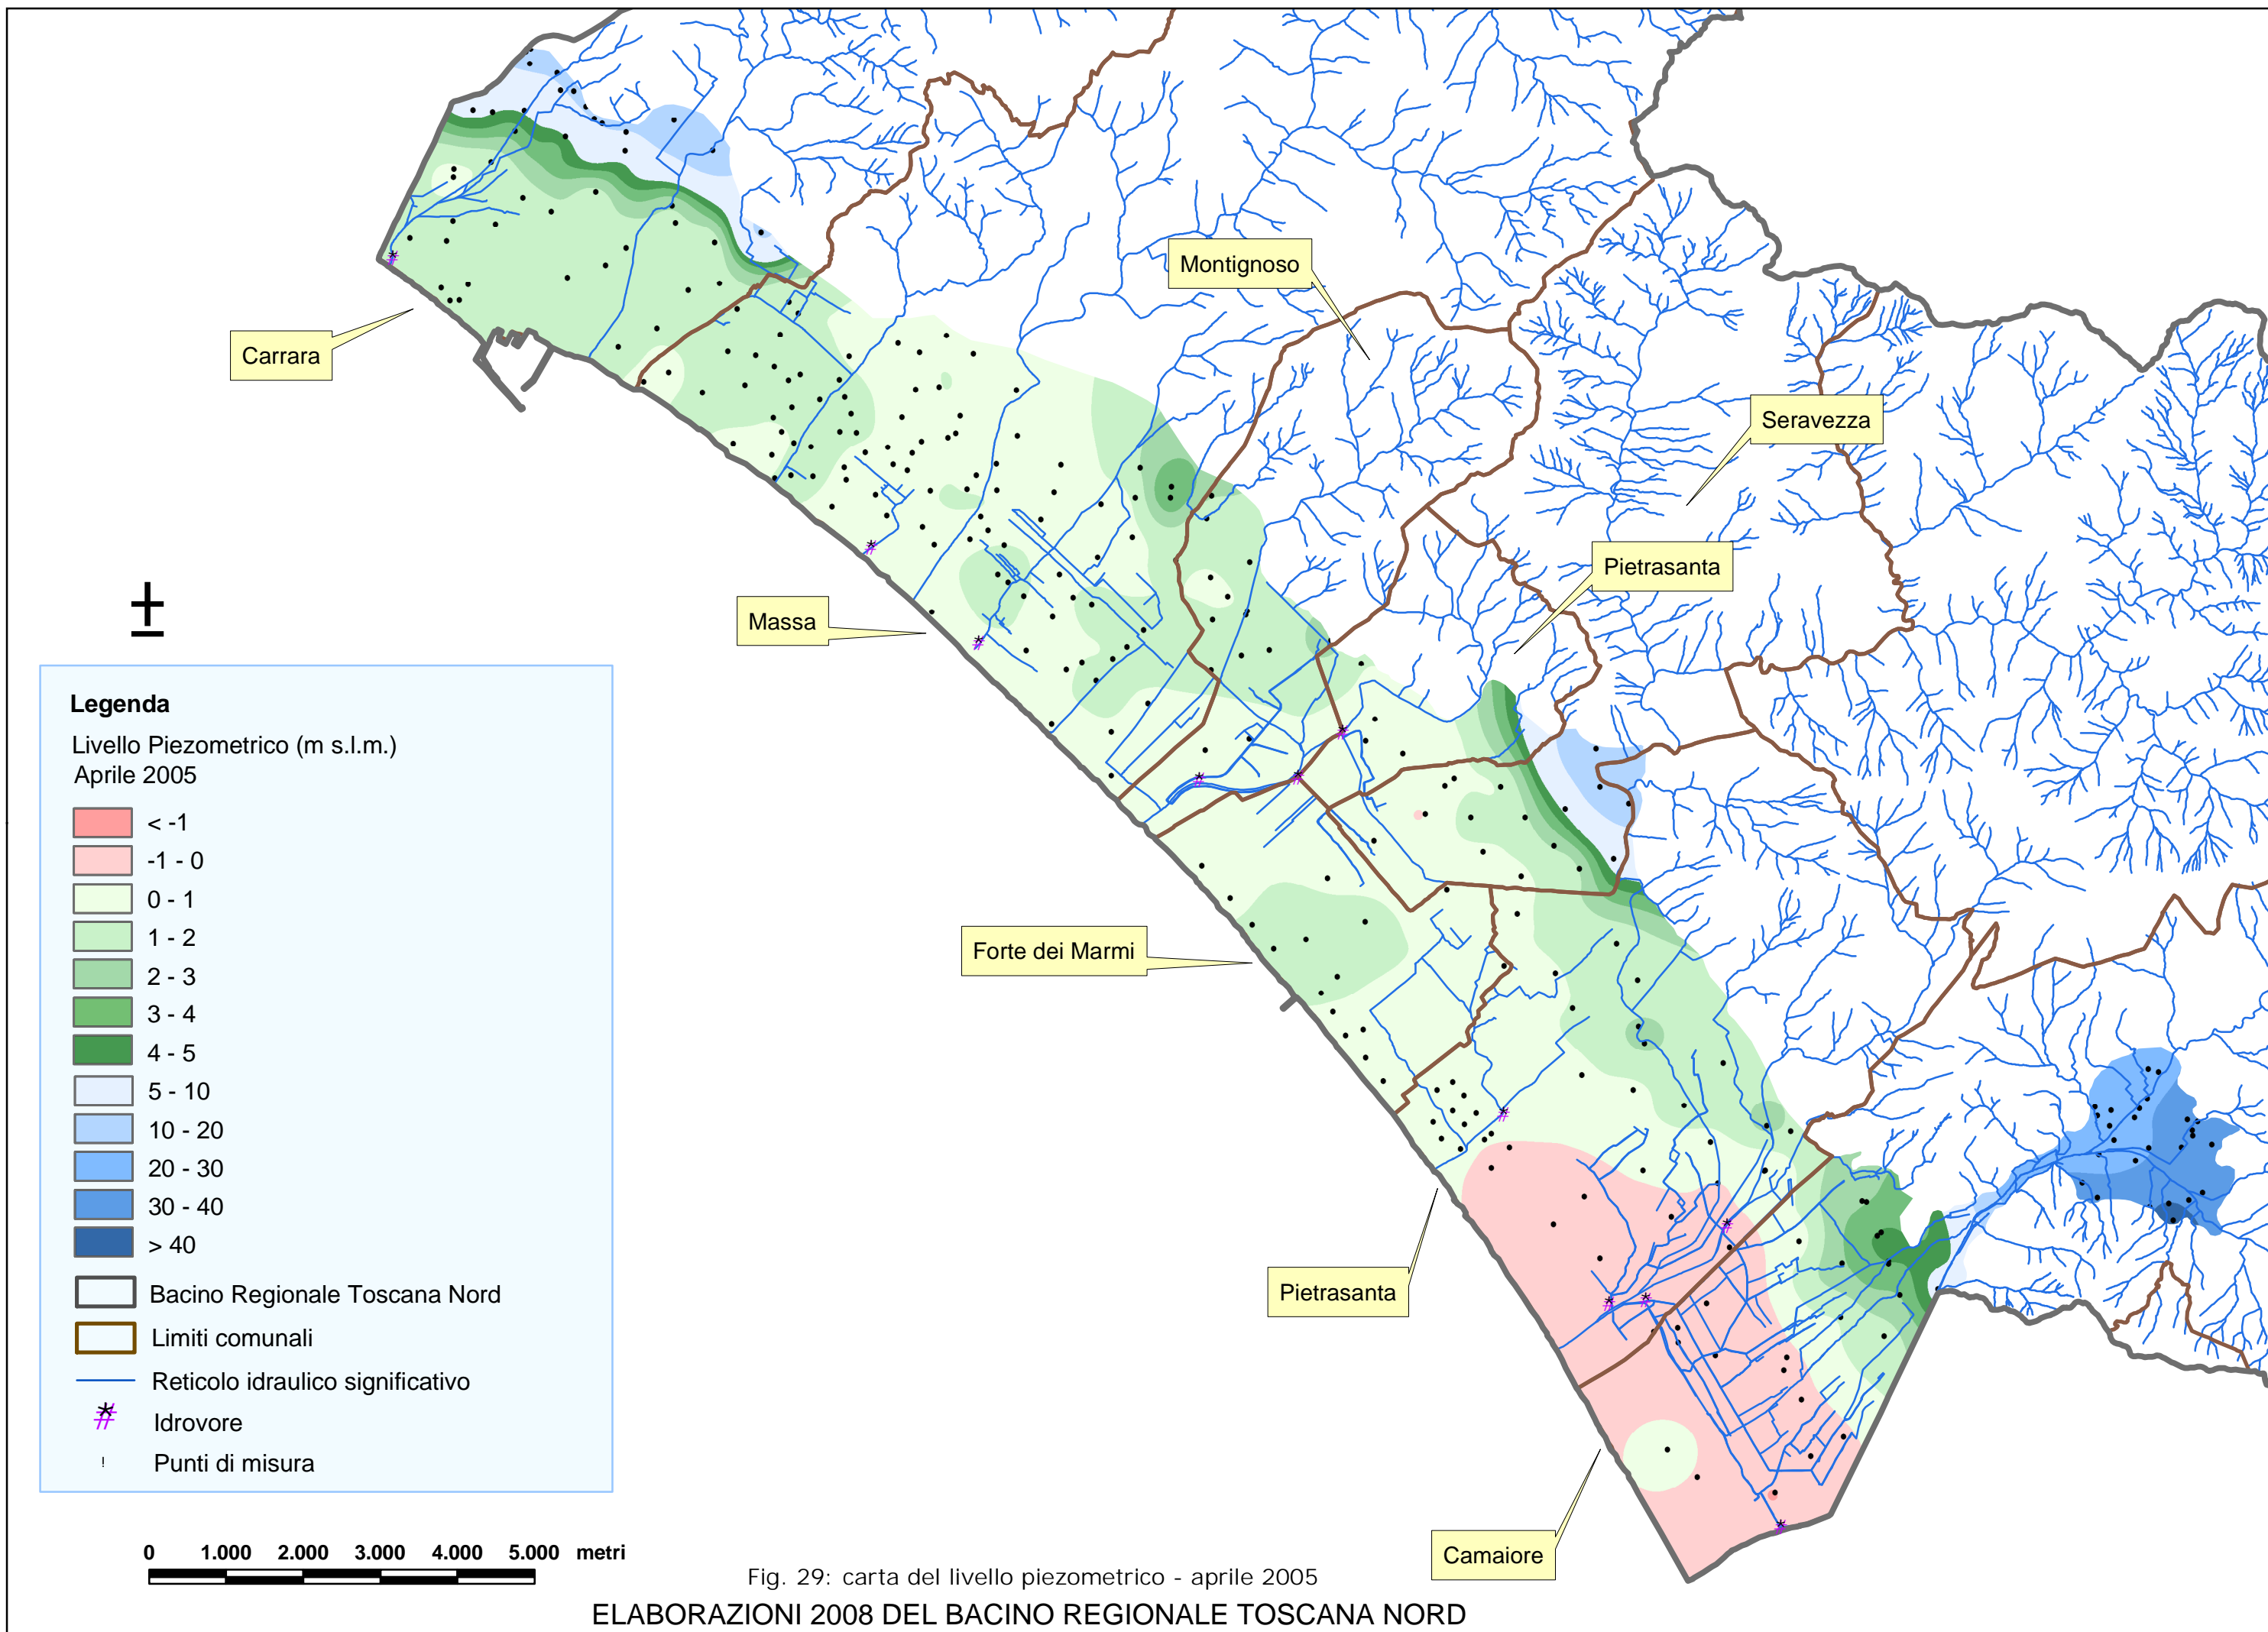 Montignoso
Carrara
Seravezza
Pietrasanta
Massa
Forte dei Marmi
Pietrasanta
Camaiore
±
Legenda
Livello Piezometrico (m s.l.m.)
Aprile 2005
< -1
-1 - 0
0 - 1
1 - 2
2 - 3
3 - 4
4 - 5
5 - 10
10 - 20
20 - 30
30 - 40
> 40
Bacino Regionale Toscana Nord
Limiti comunali
Reticolo idraulico significativo
Idrovore
! Punti di misura
0 1.000 2.000 3.000 4.000 5.000 metri
Fig. 29: carta del livello piezometrico - aprile 2005
ELABORAZIONI 2008 DEL BACINO REGIONALE TOSCANA NORD